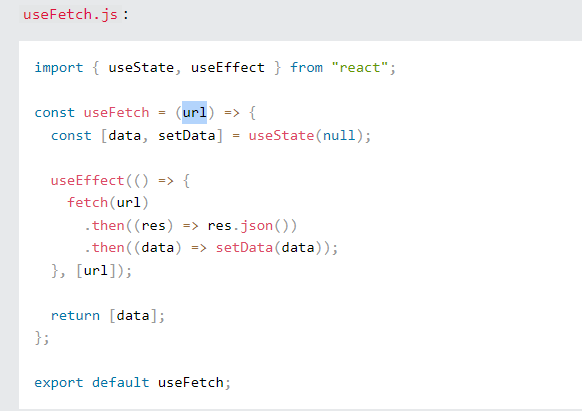 useFetch.js:
import { useState, useEffect } from "react";
const useFetch = (url) => {
const [data, setData] = useState(null);
useEffect(() => {
fetch(url)
.then((res) => res.json())
.then((data) => setData(data));
}, [url]);
return [data];
};
export default useFetch;